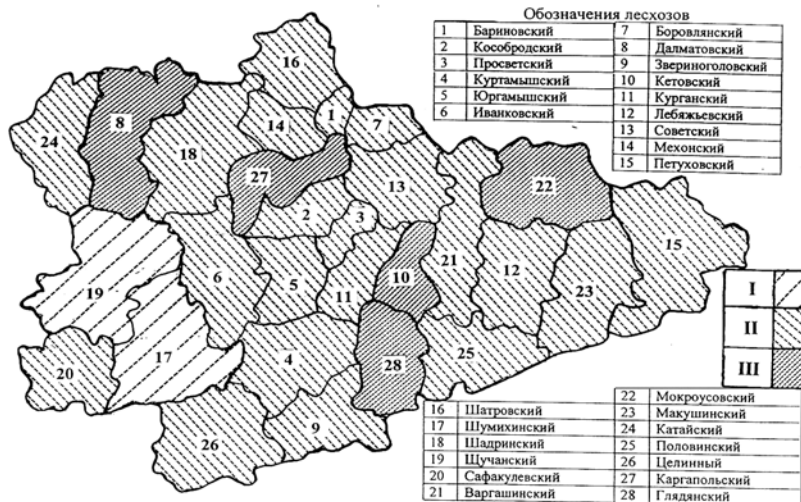 Обозначения лесхозов
1 Бариновский
2 Кособродский
3 Просветский
4 Куртамышский
5 Юргамышский
6 Иванковский
7 Боровлянский
8 Далматовский
9 Звериноголовский
10 Кетовский
11 Курганский
12 Лебяжьевский
13 Советский
14 Мехонский
15 Петуховский
16
24
8
18
14
1
7
27
13
22
2
3
15
19
6
5
10
21
12
11
23
17
20
4
28
25
26
9
I
II
III
16 Шатровский
17 Шумихинский
18 Шадринский
19 Щучанский
20 Сафакулевский
21 Варгашинский
22 Мокроусовский
23 Макушинский
24 Катайский
25 Половинский
26 Целинный
27 Каргапольский
28 Глядянский